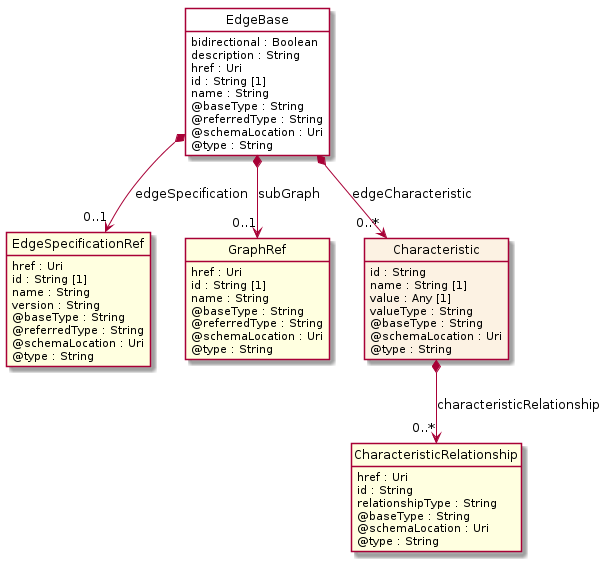 EdgeBase
bidirectional : Boolean
description : String
href : Uri
id : String [1]
name : String
@baseType : String
@referredType : String
@schemaLocation : Uri
@type : String
edgeSpecification
subGraph
edgeCharacteristic
0..1
0..1
0..*
EdgeSpecificationRef
href : Uri
id : String [1]
name : String
version : String
@baseType : String
@referredType : String
@schemaLocation : Uri
@type : String
GraphRef
href : Uri
id : String [1]
name : String
@baseType : String
@referredType : String
@schemaLocation : Uri
@type : String
Characteristic
id : String
name : String [1]
value : Any [1]
valueType : String
@baseType : String
@schemaLocation : Uri
@type : String
characteristicRelationship
0..*
CharacteristicRelationship
href : Uri
id : String
relationshipType : String
@baseType : String
@schemaLocation : Uri
@type : String